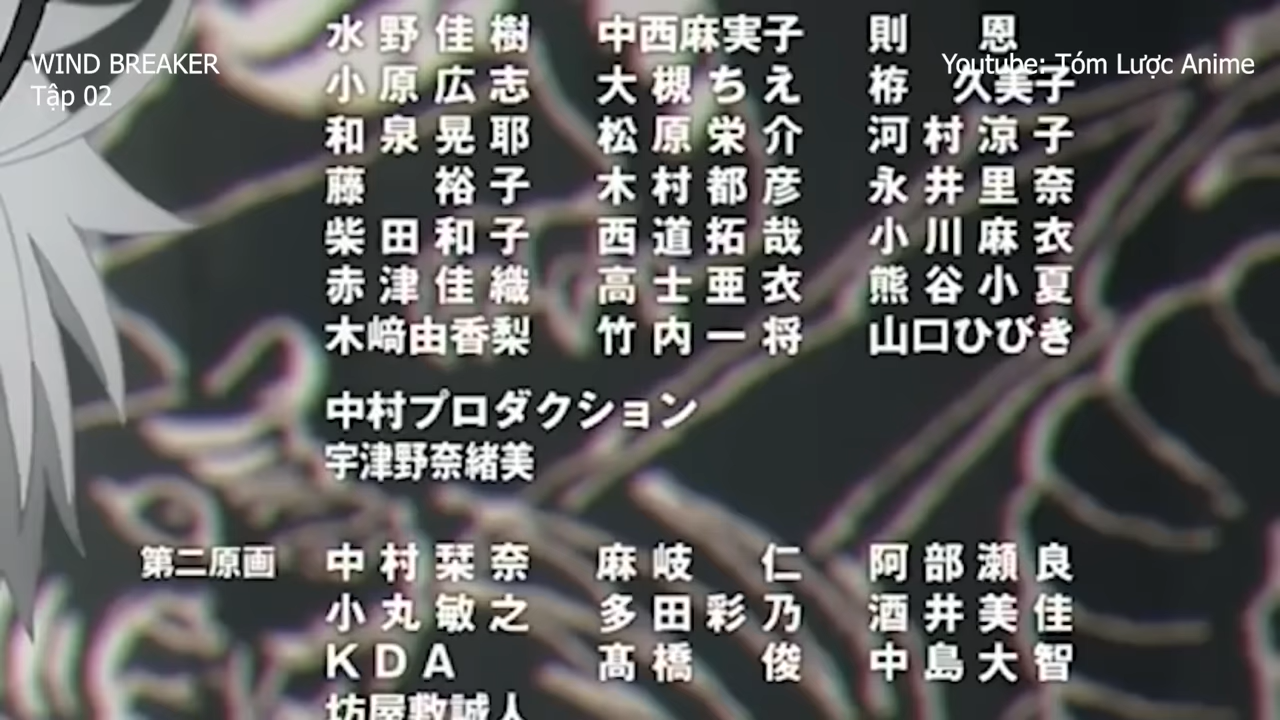 水野佳樹 中西麻実子 則 恩
WIND BREAKER
Youtube: Tóm Lược Anime
小原広志 大槻ちえ 栫 久美子
Tập 02
和泉晃耶 松原栄介 河村涼子
藤 裕子 木村都彦 永井里奈
柴田和子 西道拓哉 小川麻衣
赤津佳織 高士亜衣 熊谷小夏
木﨑由香梨 竹内一将 山口ひびき
中村プロダクション
宇津野奈緒美
第二原画 中村栞奈 麻岐 仁 阿部瀬良
小丸敏之 多田彩乃 酒井美佳
KDA 髙橋 俊 中島大智
坊屋敷誠人